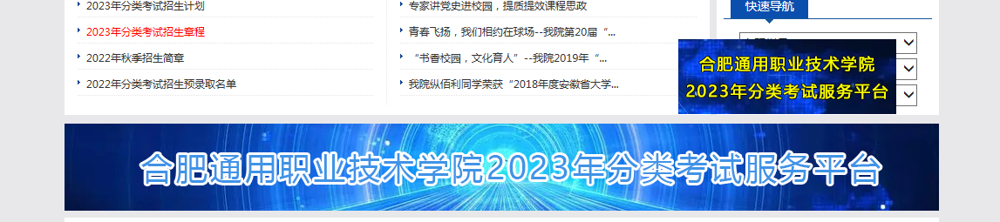 2023年分类考试招生计划
2023年分类考试招生章程
2022年秋季招生简章
2022年分类考试招生预录取名单
专家讲党史进校园，提质提效课程思政
青春飞扬，我们相约在球场--我院第20届“...
“书香校园，文化育人”--我院2019年“...
我院纵佰利同学荣获“2018年度安徽省大学...
快速导航
合肥通用职业技术学院
2023年分类考试服务平台
合肥通用职业技术学院2023年分类考试服务平台